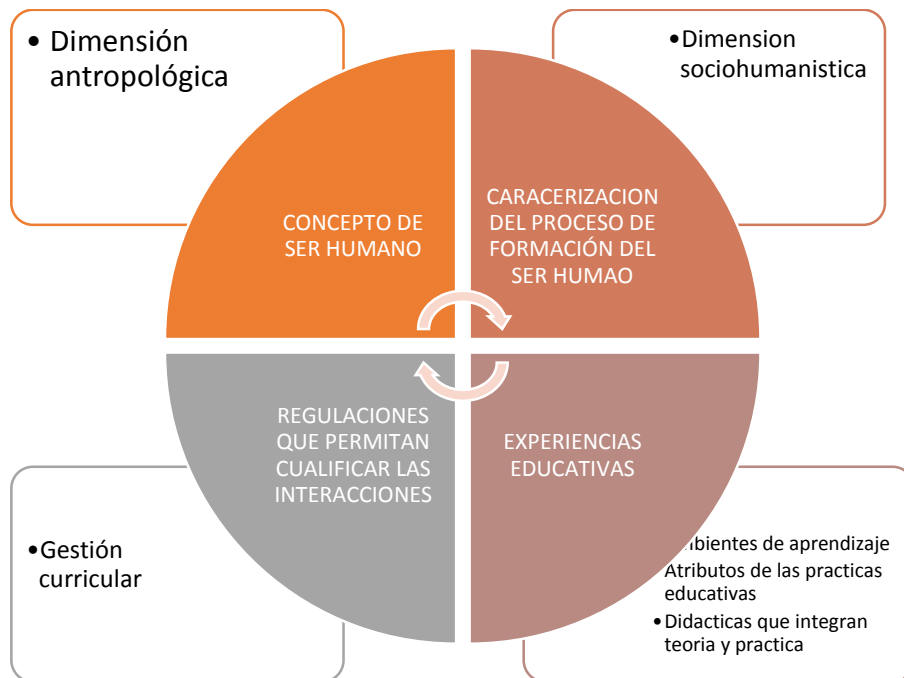 • Dimensión
antropológica
•Dimension
sociohumanistica
CONCEPTO DE
SER HUMANO
CARACERIZACION
DEL PROCESO DE
FORMACIÓN DEL
SER HUMAO
REGULACIONES
QUE PERMITAN
CUALIFICAR LAS
INTERACCIONES
EXPERIENCIAS
EDUCATIVAS
•Gestión
curricular
de aprendizaje
Atributos de las practicas
educativas
•Didacticas que integran
teoria y practica